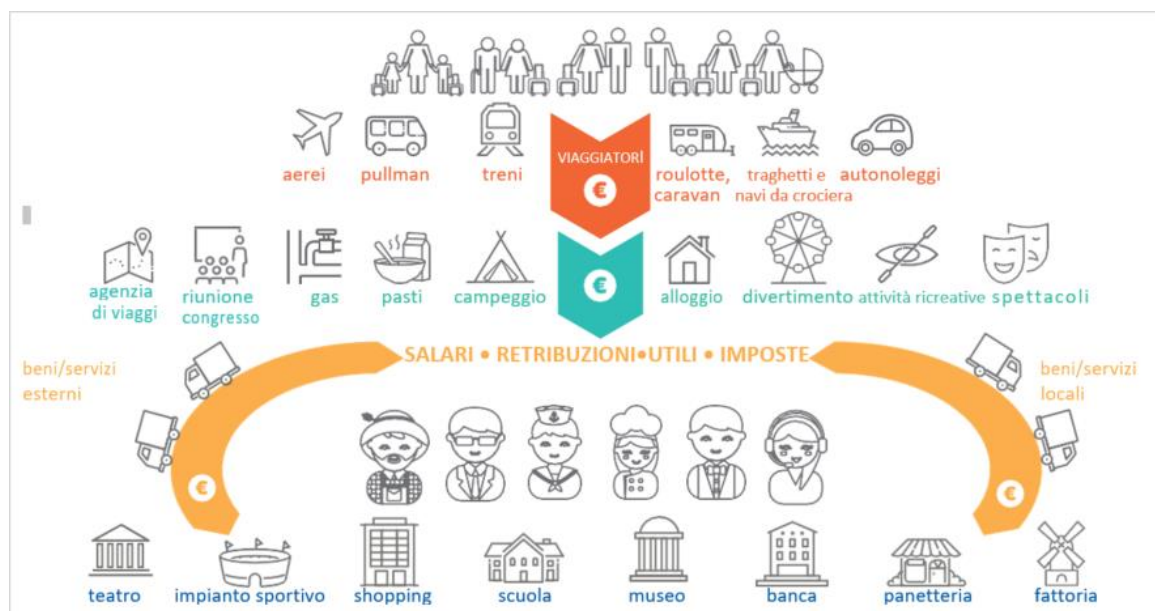 VIAGGIATORI
€
aerei
pullman
treni
roulotte,
caravan
traghetti e
navi da crociera
autonoleggi
€
agenzia
di viaggi
riunione
congresso
gas
pasti
campeggio
alloggio
divertimento
attività ricreative
spettacoli
SALARI • RETRIBUZIONI•UTILI • IMPOSTE
beni/servizi
esterni
beni/servizi
locali
€
€
teatro
impianto sportivo
shopping
scuola
museo
banca
panetteria
fattoria